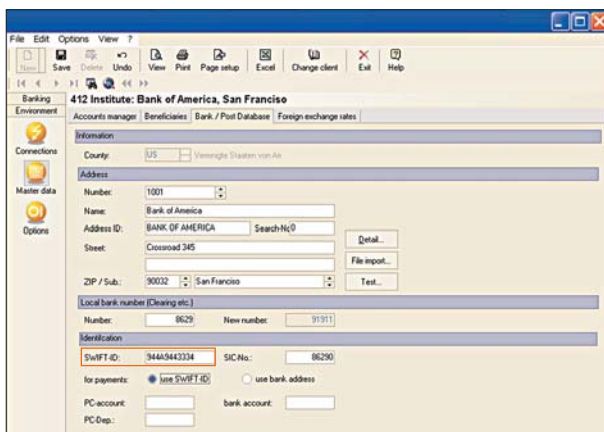 File Edit Options View ?
New Save Delete Undo View Print Page setup Excel Change client Exit Help
Banking
Environment
Connections
Master data
Options
412 Institute: Bank of America, San Franciso
Accounts manager Beneficiaries Bank / Post Database Foreign exchange rates
Information
County: US Vereinigte Staaten von
Address
Number: 1001
Name: Bank of America
Address ID: BANK OF AMERICA Search-Nr 0
Street: Crossroad 345
Detail...
File import...
ZIP / Sub.: 90032 San Franciso Test...
Local bank number (Clearing etc.)
Number: 8629 New number: 91911
Identification
SWIFT-ID: 944A9443334 SIC-No.: 86290
for payments: use SWIFT-ID use bank address
PC-account: bank account:
PC-Dep.: